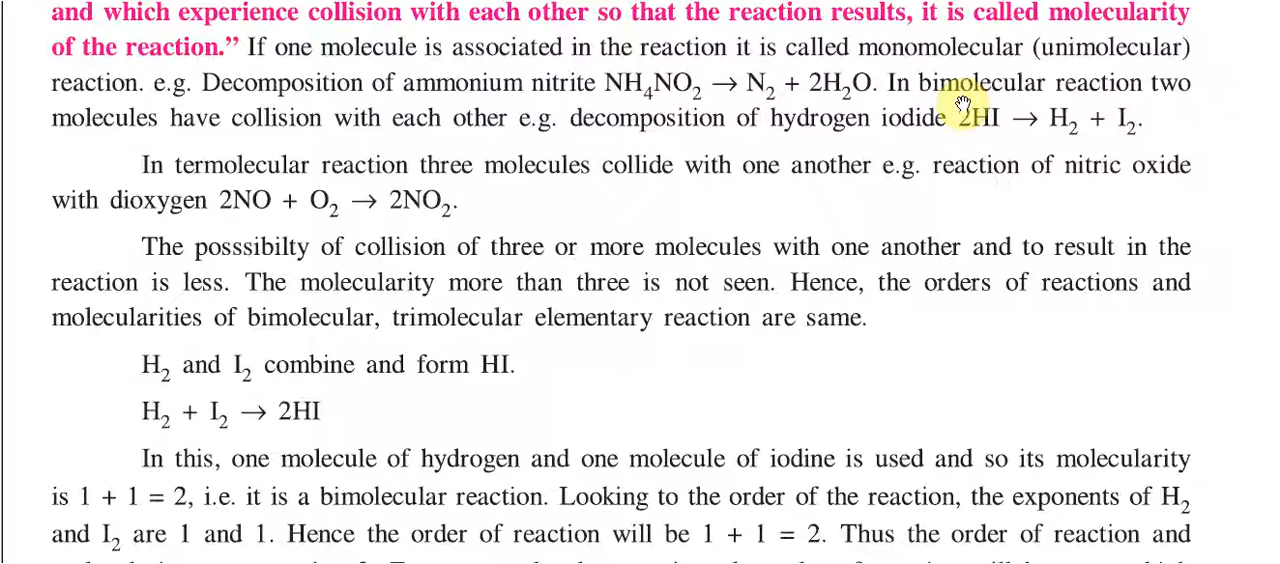 and which experience collision with each other so that the reaction results, it is called molecularity
of the reaction.” If one molecule is associated in the reaction it is called monomolecular (unimolecular)
reaction. e.g. Decomposition of ammonium nitrite NH₄NO₂ → N₂ + 2H₂O. In bimolecular reaction two
molecules have collision with each other e.g. decomposition of hydrogen iodide 2HI → H₂ + I₂.
In termolecular reaction three molecules collide with one another e.g. reaction of nitric oxide
with dioxygen 2NO + O₂ → 2NO₂.
The posssibilty of collision of three or more molecules with one another and to result in the
reaction is less. The molecularity more than three is not seen. Hence, the orders of reactions and
molecularities of bimolecular, trimolecular elementary reaction are same.
H₂ and I₂ combine and form HI.
H₂ + I₂ → 2HI
In this, one molecule of hydrogen and one molecule of iodine is used and so its molecularity
is 1 + 1 = 2, i.e. it is a bimolecular reaction. Looking to the order of the reaction, the exponents of H₂
and I₂ are 1 and 1. Hence the order of reaction will be 1 + 1 = 2. Thus the order of reaction and